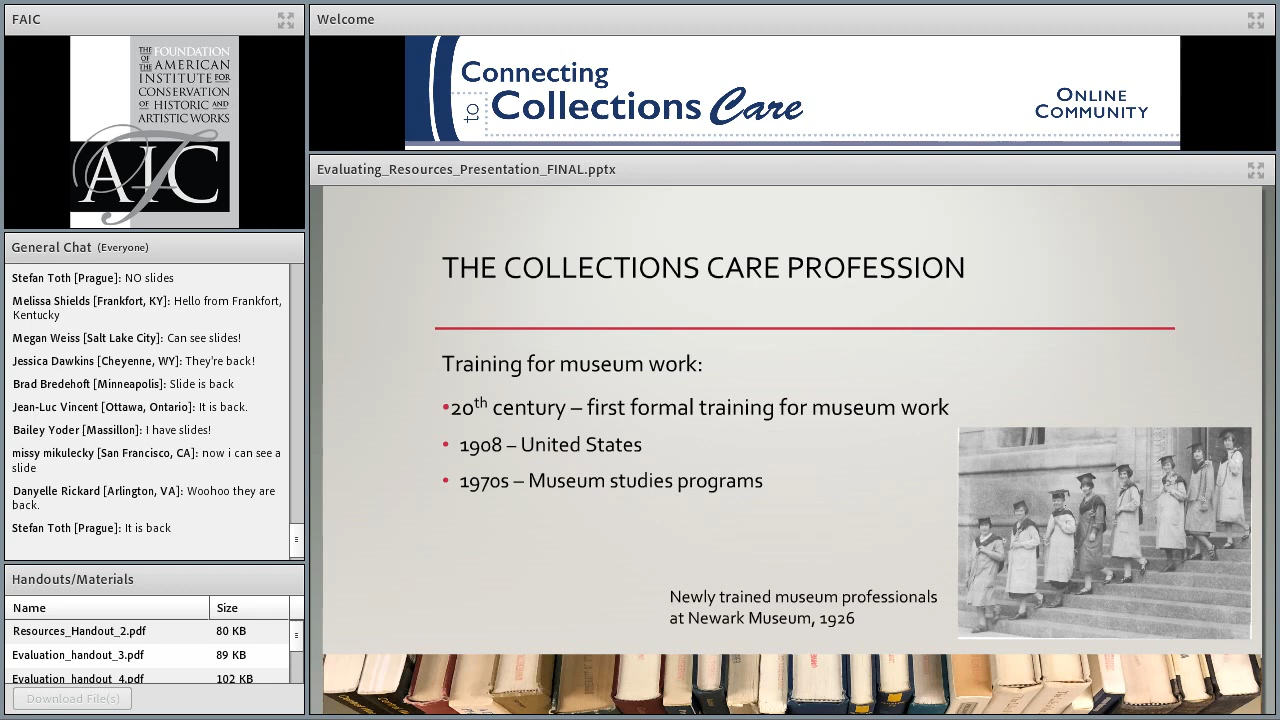 FAIC
THE FOUNDATION
OF THE AMERICAN
INSTITUTE FOR
CONSERVATION
OF HISTORIC AND
ARTISTIC WORKS
AIC
General Chat (Everyone)
Stefan Toth [Prague]: NO slides
Melissa Shields [Frankfort, KY]: Hello from Frankfort,
Kentucky
Megan Weiss [Salt Lake City]: Can see slides!
Jessica Dawkins [Cheyenne, WY]: They're back!
Brad Bredehoft [Minneapolis]: Slide is back
Jean-Luc Vincent [Ottawa, Ontario]: It is back.
Bailey Yoder [Massillon]: I have slides!
missy mikulecky [San Francisco, CA]: now i can see a
slide
Danyelle Rickard [Arlington, VA]: Woohoo they are
back.
Stefan Toth [Prague]: It is back
Handouts/Materials
Name Size
Resources_Handout_2.pdf 80 KB
Evaluation_handout_3.pdf 89 KB
Evaluation_handout_4.pdf 102 KB
Download File(s)
Welcome
Connecting
to Collections Care
ONLINE
COMMUNITY
Evaluating_Resources_Presentation_FINAL.pptx
THE COLLECTIONS CARE PROFESSION
Training for museum work:
•20th century – first formal training for museum work
• 1908 – United States
• 1970s – Museum studies programs
Newly trained museum professionals
at Newark Museum, 1926